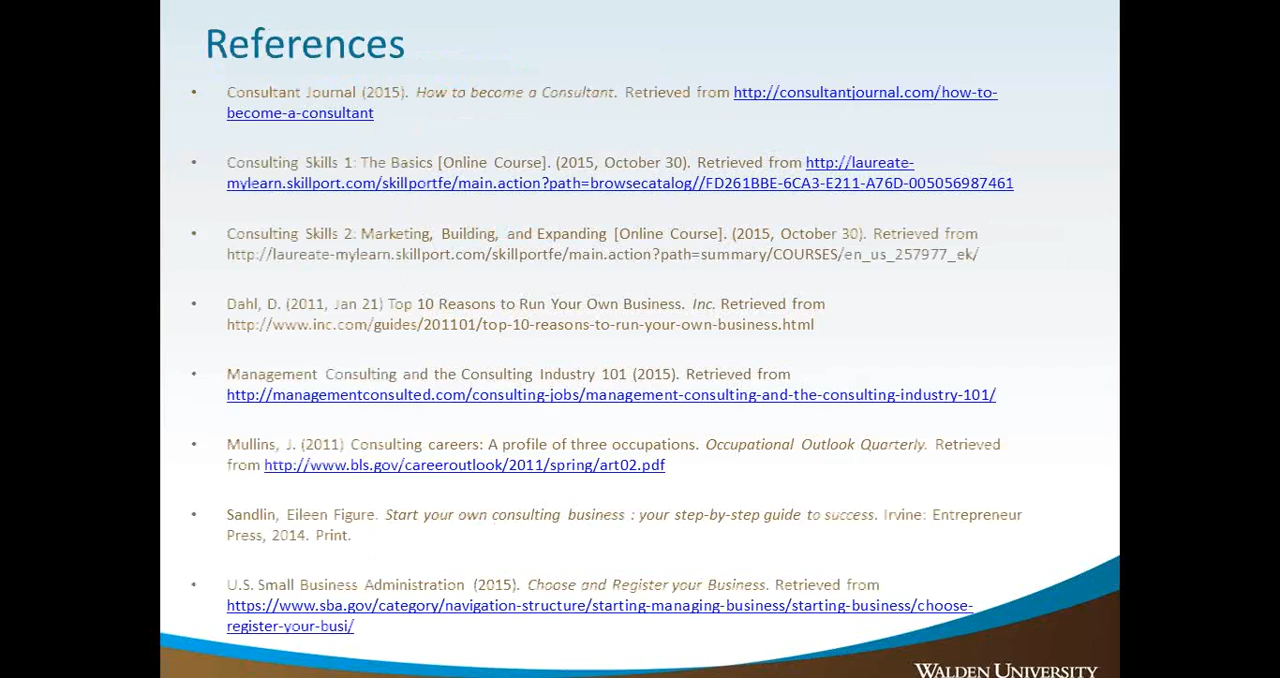 References
• Consultant Journal (2015). How to become a Consultant. Retrieved from http://consultantjournal.com/how-to-
become-a-consultant
• Consulting Skills 1: The Basics [Online Course]. (2015, October 30). Retrieved from http://laureate-
mylearn.skillport.com/skillportfe/main.action?path=browsecatalog//FD261BBE-6CA3-E211-A76D-005056987461
• Consulting Skills 2: Marketing, Building, and Expanding [Online Course]. (2015, October 30). Retrieved from
http://laureate-mylearn.skillport.com/skillportfe/main.action?path=summary/COURSES/en_us_257977_ek/
• Dahl, D. (2011, Jan 21) Top 10 Reasons to Run Your Own Business. Inc. Retrieved from
http://www.inc.com/guides/201101/top-10-reasons-to-run-your-own-business.html
• Management Consulting and the Consulting Industry 101 (2015). Retrieved from
http://managementconsulted.com/consulting-jobs/management-consulting-and-the-consulting-industry-101/
• Mullins, J. (2011) Consulting careers: A profile of three occupations. Occupational Outlook Quarterly. Retrieved
from http://www.bls.gov/careeroutlook/2011/spring/art02.pdf
• Sandlin, Eileen Figure. Start your own consulting business : your step-by-step guide to success. Irvine: Entrepreneur
Press, 2014. Print.
• U.S. Small Business Administration (2015). Choose and Register your Business. Retrieved from
https://www.sba.gov/category/navigation-structure/starting-managing-business/starting-business/choose-
register-your-busi/
WALDEN UNIVERSITY